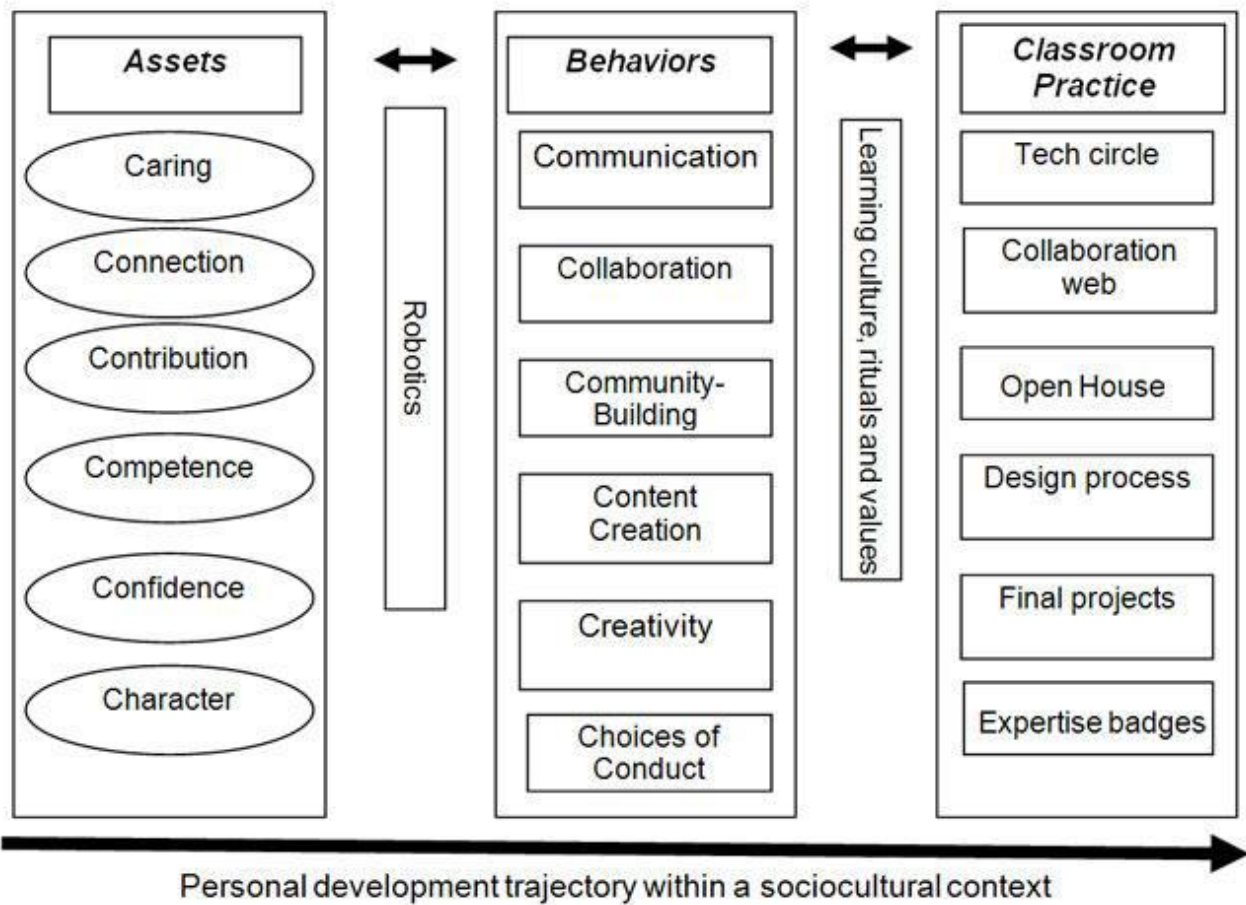 Assets
Caring
Connection
Contribution
Competence
Confidence
Character
Robotics
Behaviors
Communication
Collaboration
Community-
Building
Content
Creation
Creativity
Choices of
Conduct
Learning culture, rituals and values
Classroom
Practice
Tech circle
Collaboration
web
Open House
Design process
Final projects
Expertise badges
Personal development trajectory within a sociocultural context